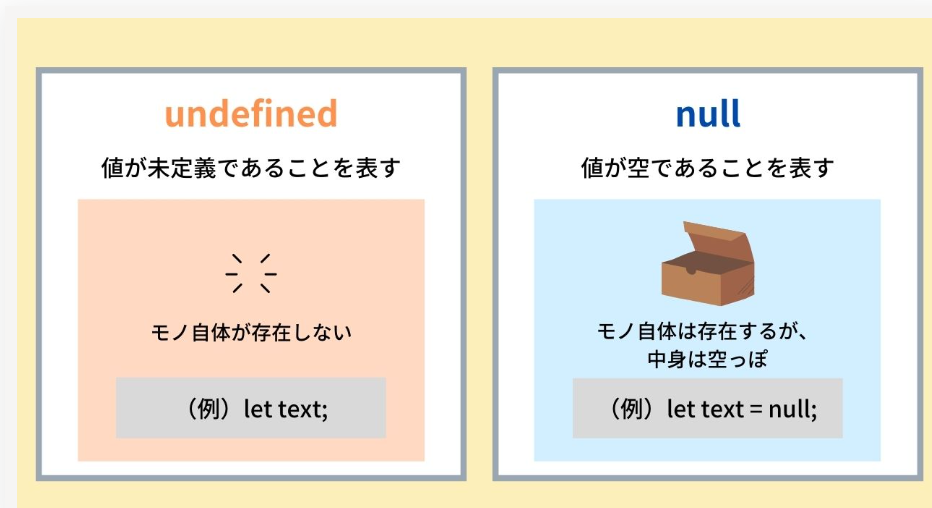 undefined
値が未定義であることを表す
モノ自体が存在しない
（例）let text;
null
値が空であることを表す
モノ自体は存在するが、
中身は空っぽ
（例）let text = null;